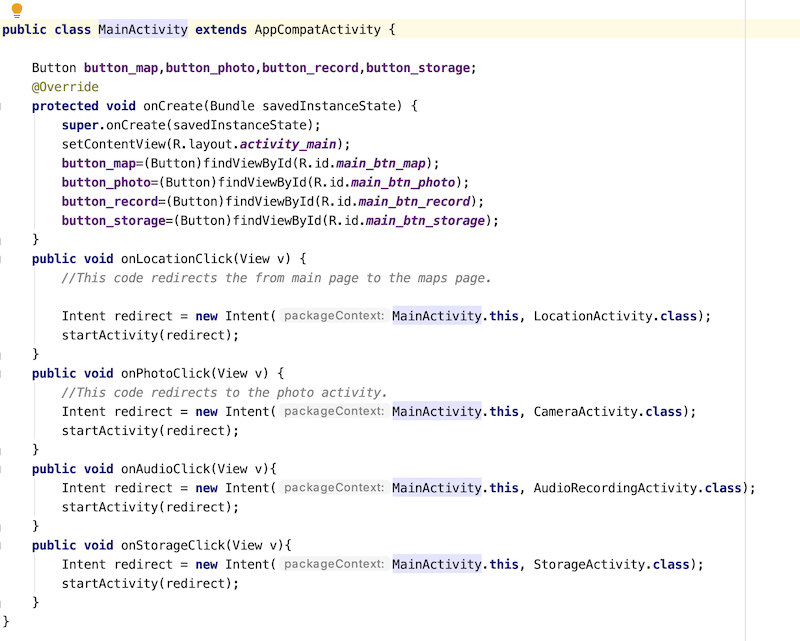 public class MainActivity extends AppCompatActivity {
Button button_map,button_photo,button_record,button_storage;
@Override
protected void onCreate(Bundle savedInstanceState) {
super.onCreate(savedInstanceState);
setContentView(R.layout.activity_main);
button_map=(Button)findViewById(R.id.main_btn_map);
button_photo=(Button)findViewById(R.id.main_btn_photo);
button_record=(Button)findViewById(R.id.main_btn_record);
button_storage=(Button)findViewById(R.id.main_btn_storage);
}
public void onLocationClick(View v) {
//This code redirects the from main page to the maps page.
Intent redirect = new Intent( packageContext: MainActivity.this, LocationActivity.class);
startActivity(redirect);
}
public void onPhotoClick(View v) {
//This code redirects to the photo activity.
Intent redirect = new Intent( packageContext: MainActivity.this, CameraActivity.class);
startActivity(redirect);
}
public void onAudioClick(View v){
Intent redirect = new Intent( packageContext: MainActivity.this, AudioRecordingActivity.class);
startActivity(redirect);
}
public void onStorageClick(View v){
Intent redirect = new Intent( packageContext: MainActivity.this, StorageActivity.class);
startActivity(redirect);
}
}